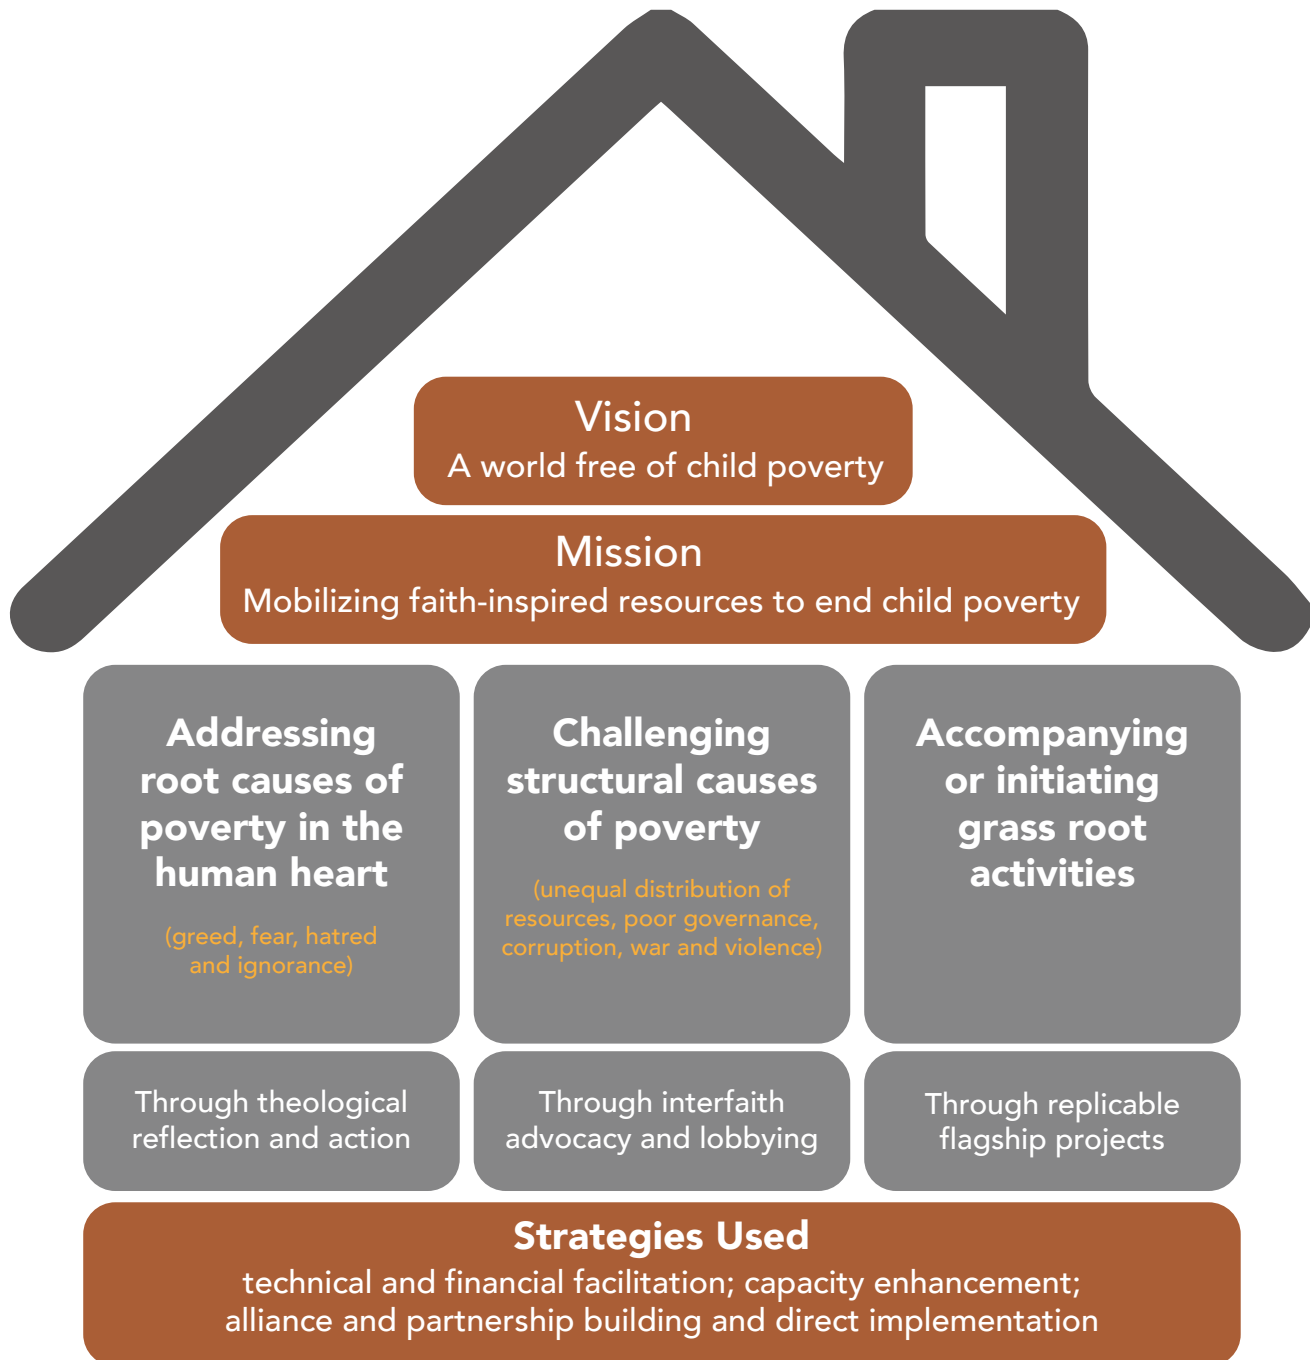 Vision
A world free of child poverty
Mission
Mobilizing faith-inspired resources to end child poverty
Addressing
root causes of
poverty in the
human heart
(greed, fear, hatred
and ignorance)
Challenging
structural causes
of poverty
(unequal distribution of
resources, poor governance,
corruption, war and violence)
Accompanying
or initiating
grass root
activities
Through theological
reflection and action
Through interfaith
advocacy and lobbying
Through replicable
flagship projects
Strategies Used
technical and financial facilitation; capacity enhancement;
alliance and partnership building and direct implementation